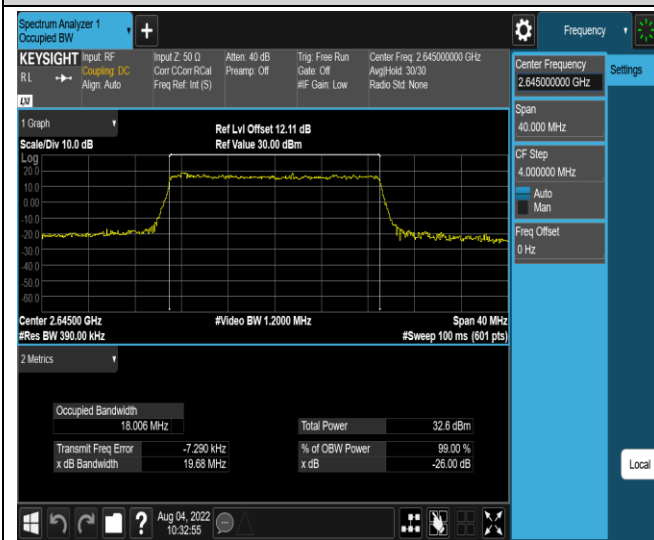 Spectrum Analyzer 1
Occupied BW
Frequency
KEYSIGHT
R L
LXI
Input: RF
Coupling: DC
Align: Auto
Input Z: 50 Ω
Corr CCorr RCal
Freq Ref: Int (S)
Atten: 40 dB
Preamp: Off
Trig: Free Run
Gate: Off
#IF Gain: Low
Center Freq: 2.645000000 GHz
Avg|Hold: 30/30
Radio Std: None
Center Frequency
2.645000000 GHz
Settings
Span
40.000 MHz
CF Step
4.000000 MHz
Auto
Man
Freq Offset
0 Hz
1 Graph
Scale/Div 10.0 dB
Ref Lvl Offset 12.11 dB
Ref Value 30.00 dBm
Log
20.0
10.0
0.00
-10.0
-20.0
-30.0
-40.0
-50.0
-60.0
Center 2.64500 GHz
#Res BW 390.00 kHz
#Video BW 1.2000 MHz
Span 40 MHz
#Sweep 100 ms (601 pts)
2 Metrics
Occupied Bandwidth
18.006 MHz
Transmit Freq Error -7.290 kHz
x dB Bandwidth 19.68 MHz
Total Power 32.6 dBm
% of OBW Power 99.00 %
x dB -26.00 dB
Local
?
Aug 04, 2022
10:32:55